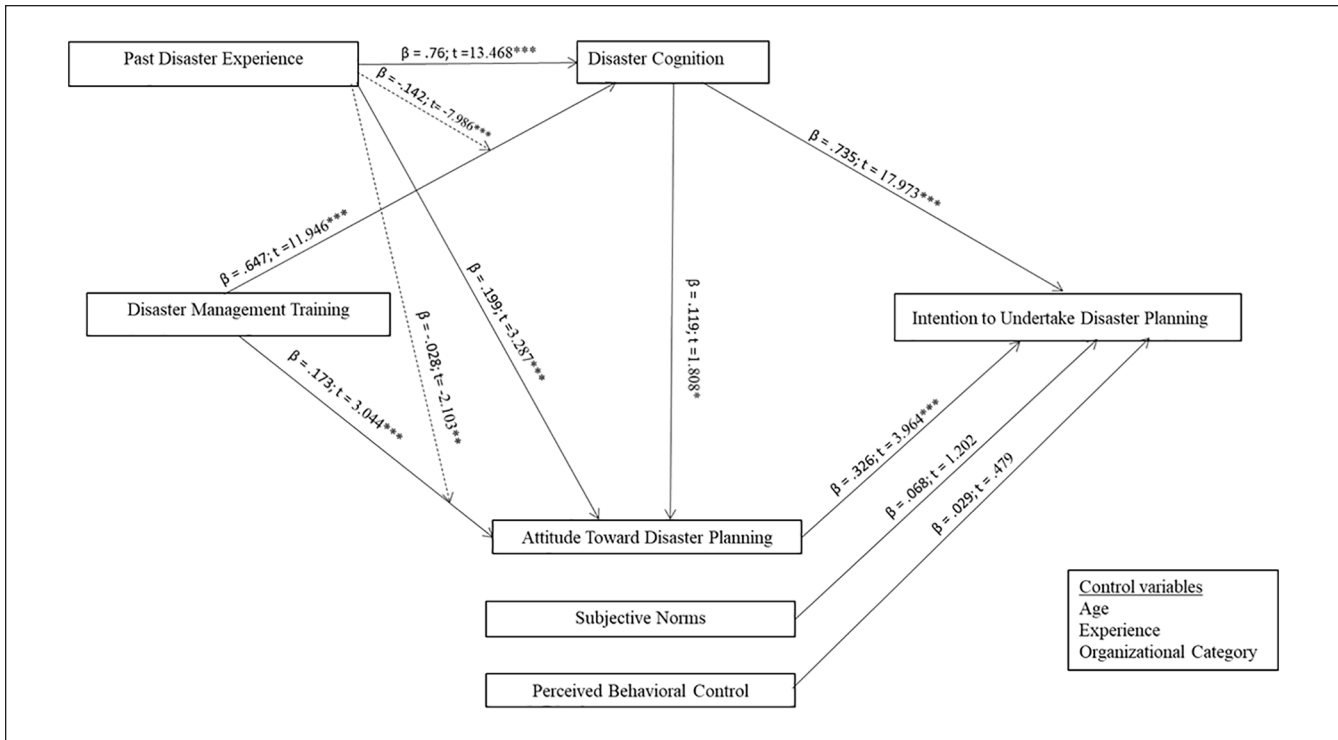 Past Disaster Experience
β = .76; t =13.468***
Disaster Cognition
β = -.142; t= -7.986***
β = .735; t = 17.973***
β = .647; t =11.946***
Disaster Management Training
β = .199; t =3.287***
β = .119; t =1.808*
Intention to Undertake Disaster Planning
β = -.028; t= -2.103**
β = .173; t = 3.044***
β = .326; t = 3.964***
β = .068; t = 1.202
β = .029; t = .479
Attitude Toward Disaster Planning
Subjective Norms
Perceived Behavioral Control
Control variables
Age
Experience
Organizational Category